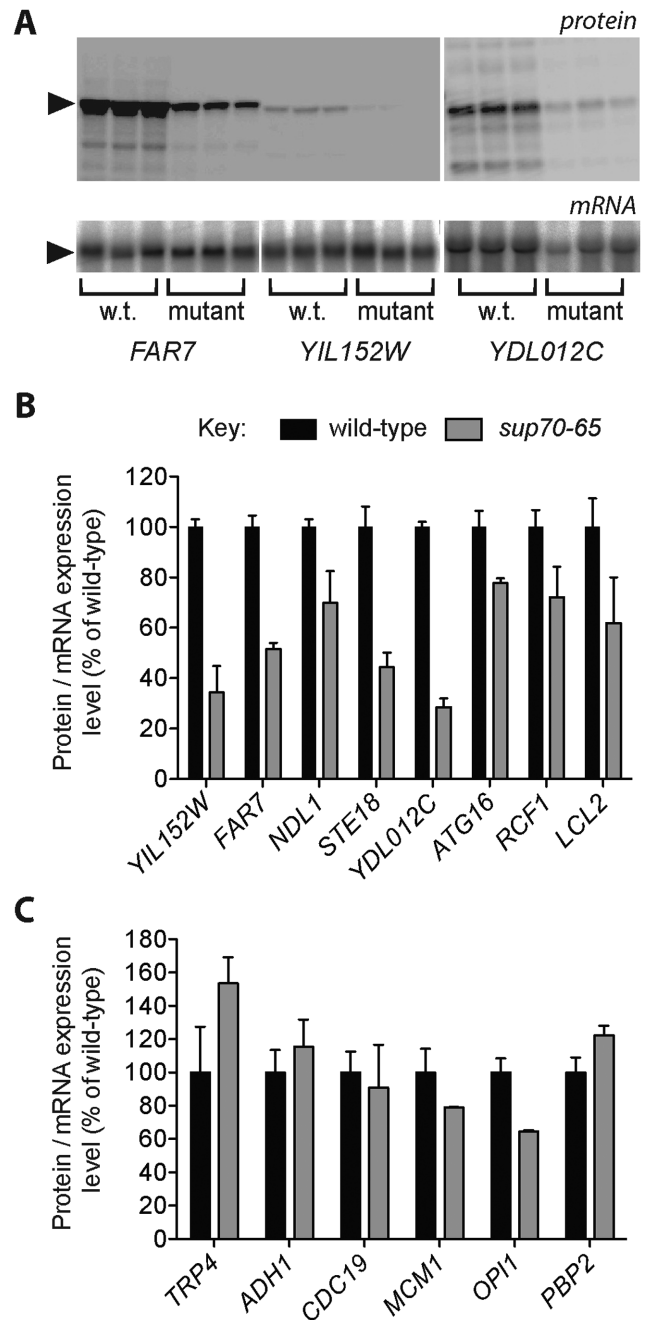 A
protein
mRNA
w.t. mutant w.t. mutant w.t. mutant
FAR7 YIL152W YDL012C
B
Key: wild-type sup70-65
Protein / mRNA expression
level (% of wild-type)
120
100
80
60
40
20
0
YIL152W FAR7 NDL1 STE18 YDL012C ATG16 RCF1 LCL2
C
Protein / mRNA expression
level (% of wild-type)
180
160
140
120
100
80
60
40
20
0
TRP4 ADH1 CDC19 MCM1 OPI1 PBP2